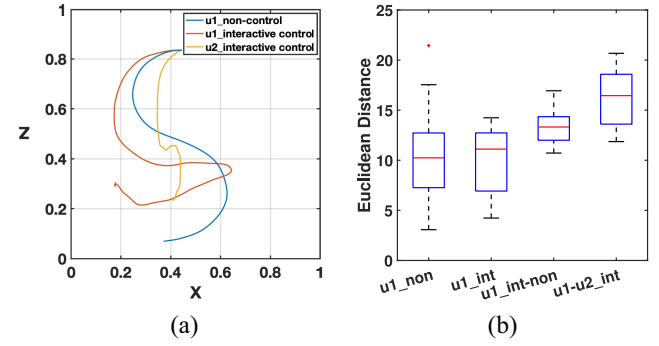 1
0.8
0.6
0.4
0.2
0
Z
u1_non-control
u1_interactive control
u2_interactive control
0 0.2 0.4 0.6 0.8 1
X
(a)
25
20
15
10
5
0
Euclidean Distance
u1_non u1_int u1_int-non u1-u2_int
(b)